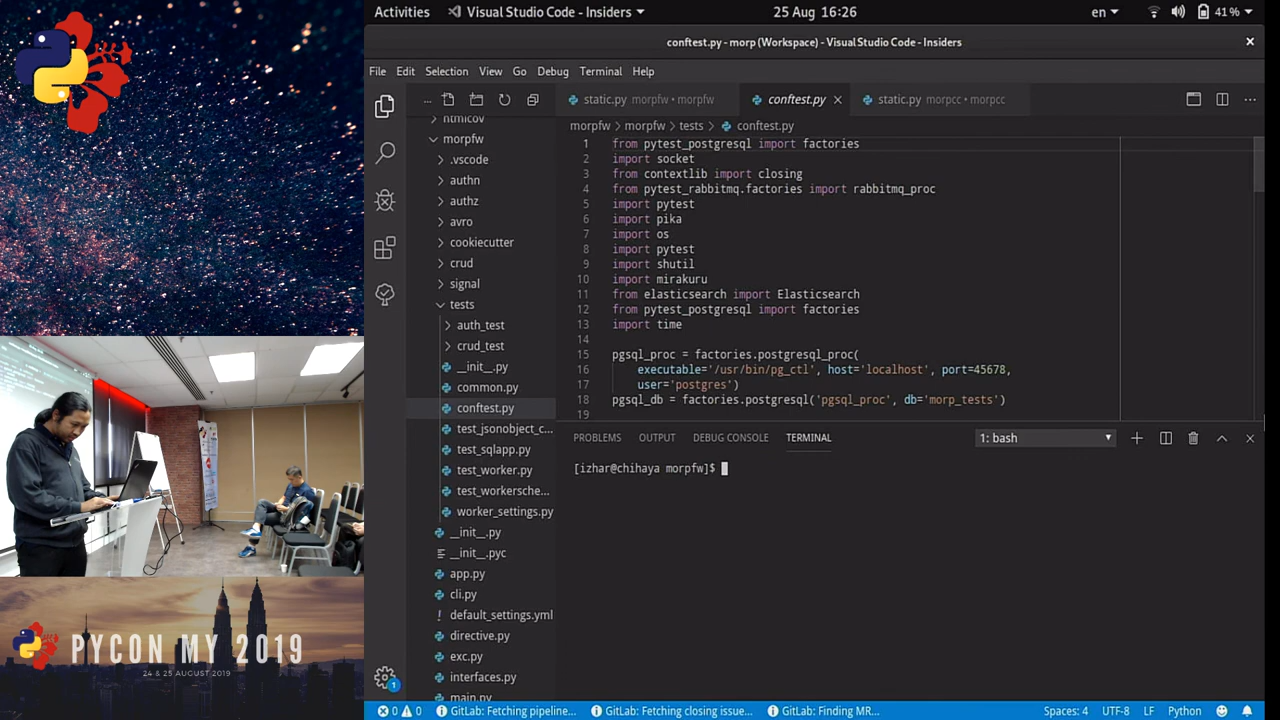 Activities
Visual Studio Code - Insiders
25 Aug 16:26
en
41 %
conftest.py - morp (Workspace) - Visual Studio Code - Insiders
File Edit Selection View Go Debug Terminal Help
...
static.py morpfw • morpfw
conftest.py
static.py morpcc • morpcc
...
htmlcov
morpfw
.vscode
authn
authz
avro
cookiecutter
crud
signal
tests
auth_test
crud_test
__init__.py
common.py
conftest.py
test_jsonobject_c...
test_sqlapp.py
test_worker.py
test_workersche...
worker_settings.py
__init__.py
__init__.pyc
app.py
cli.py
! default_settings.yml
directive.py
exc.py
interfaces.py
main.py
morpfw > morpfw > tests > conftest.py
1 from pytest_postgresql import factories
2 import socket
3 from contextlib import closing
4 from pytest_rabbitmq.factories import rabbitmq_proc
5 import pytest
6 import pika
7 import os
8 import pytest
9 import shutil
10 import mirakuru
11 from elasticsearch import Elasticsearch
12 from pytest_postgresql import factories
13 import time
14
15 pgsql_proc = factories.postgresql_proc(
16 executable='/usr/bin/pg_ctl', host='localhost', port=45678,
17 user='postgres')
18 pgsql_db = factories.postgresql('pgsql_proc', db='morp_tests')
19
PROBLEMS OUTPUT DEBUG CONSOLE TERMINAL
1: bash
[izhar@chihaya morpfw]$
1
0 0
GitLab: Fetching pipeline...
GitLab: Fetching closing issue...
GitLab: Finding MR...
Spaces: 4
UTF-8
LF
Python
PYCON MY 2019
24 & 25 AUGUST 2019